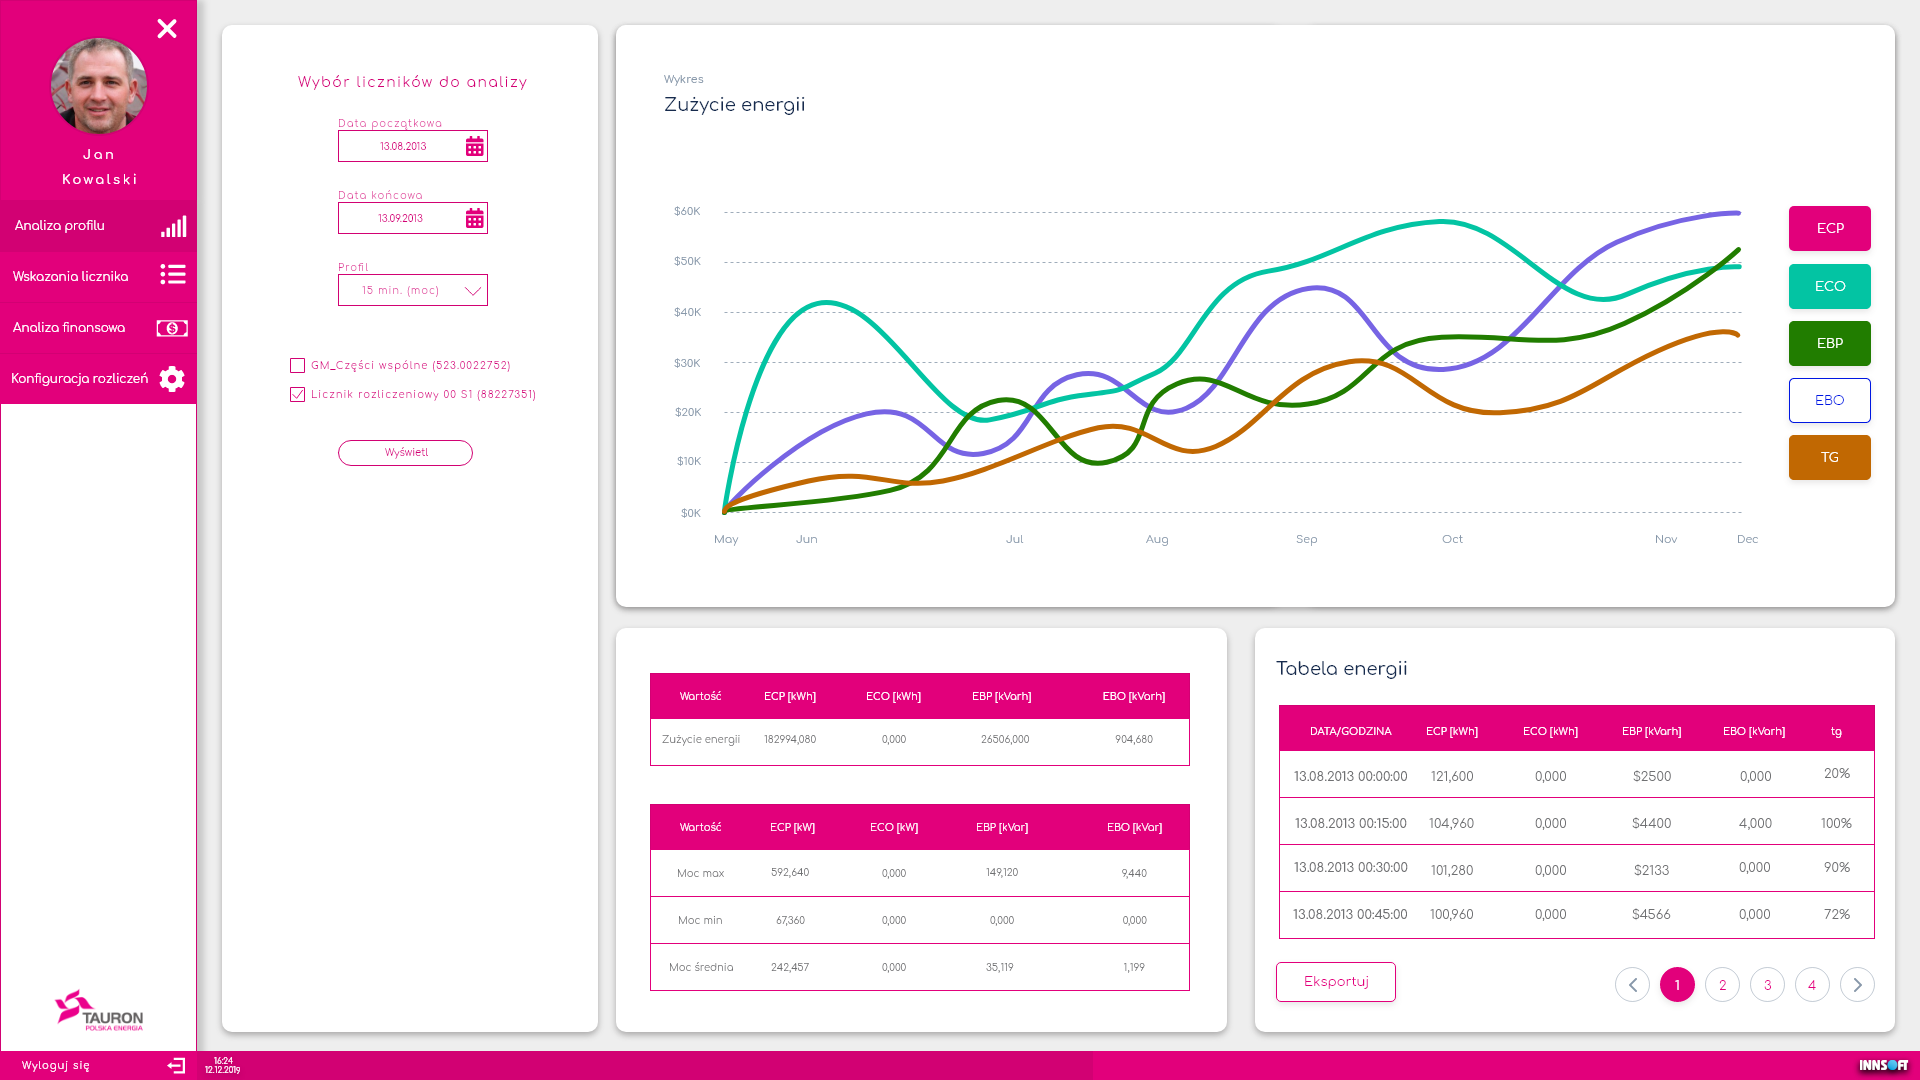 Jan
Kowalski
Analiza profilu
Wskazania licznika
Analiza finansowa
Konfiguracja rozliczeń
TAURON
POLSKA ENERGIA
Wyloguj się
16:24
12.12.2019
Wybór liczników do analizy
Data początkowa
13.08.2013
Data końcowa
13.09.2013
Profil
15 min. (moc)
GM_Części wspólne (523.0022752)
Licznik rozliczeniowy 00 S1 (88227351)
Wyświetl
Wykres
Zużycie energii
$60K
$50K
$40K
$30K
$20K
$10K
$0K
May Jun Jul Aug Sep Oct Nov Dec
ECP
ECO
EBP
EBO
TG
Wartość ECP [kWh] ECO [kWh] EBP [kVarh] EBO [kVarh]
Zużycie energii 182994,080 0,000 26506,000 904,680
Wartość ECP [kW] ECO [kW] EBP [kVar] EBO [kVar]
Moc max 592,640 0,000 149,120 9,440
Moc min 67,360 0,000 0,000 0,000
Moc średnia 242,457 0,000 35,119 1,199
Tabela energii
DATA/GODZINA ECP [kWh] ECO [kWh] EBP [kVarh] EBO [kVarh] tg
13.08.2013 00:00:00 121,600 0,000 $2500 0,000 20%
13.08.2013 00:15:00 104,960 0,000 $4400 4,000 100%
13.08.2013 00:30:00 101,280 0,000 $2133 0,000 90%
13.08.2013 00:45:00 100,960 0,000 $4566 0,000 72%
Eksportuj
1 2 3 4
INNSOFT